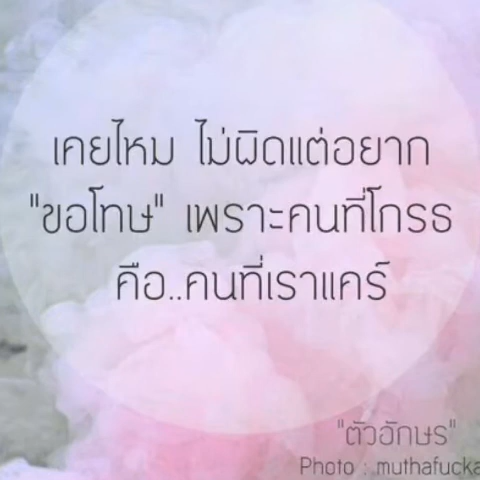 เคยไหม ไม่ผิดแต่อยาก
"ขอโทษ" เพราะคนที่โกรธ
คือ..คนที่เราแคร์
"ตัวอักษร"
Photo : muthafucka